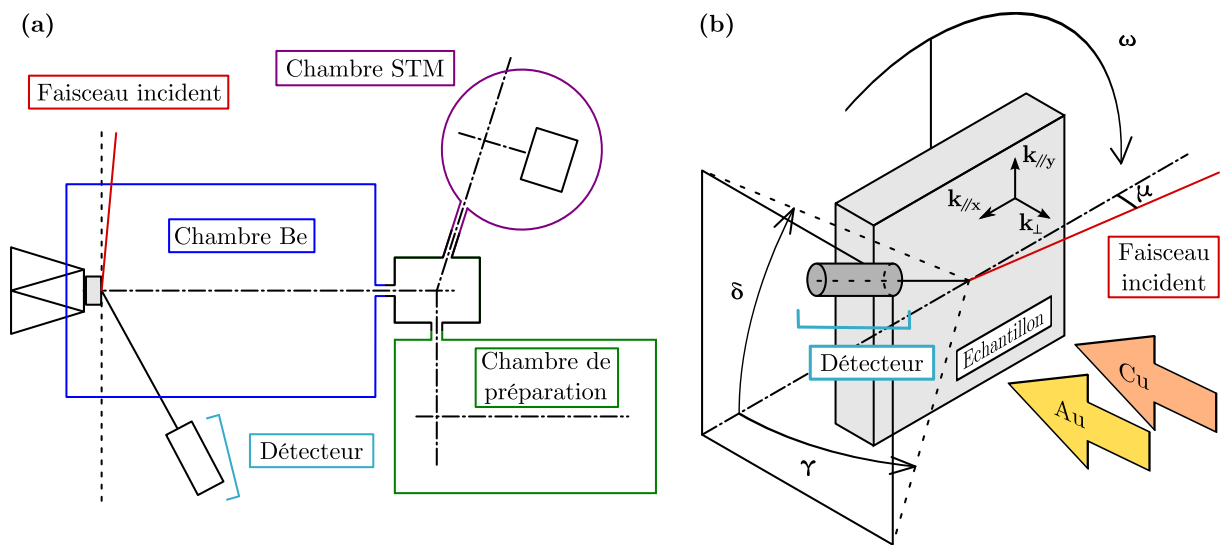 (a)
Chambre STM
Faisceau incident
Chambre Be
Chambre de
préparation
Détecteur
(b)
ω
k//y
k//x
k⊥
μ
Faisceau
incident
δ
Détecteur
Echantillon
Cu
Au
γ